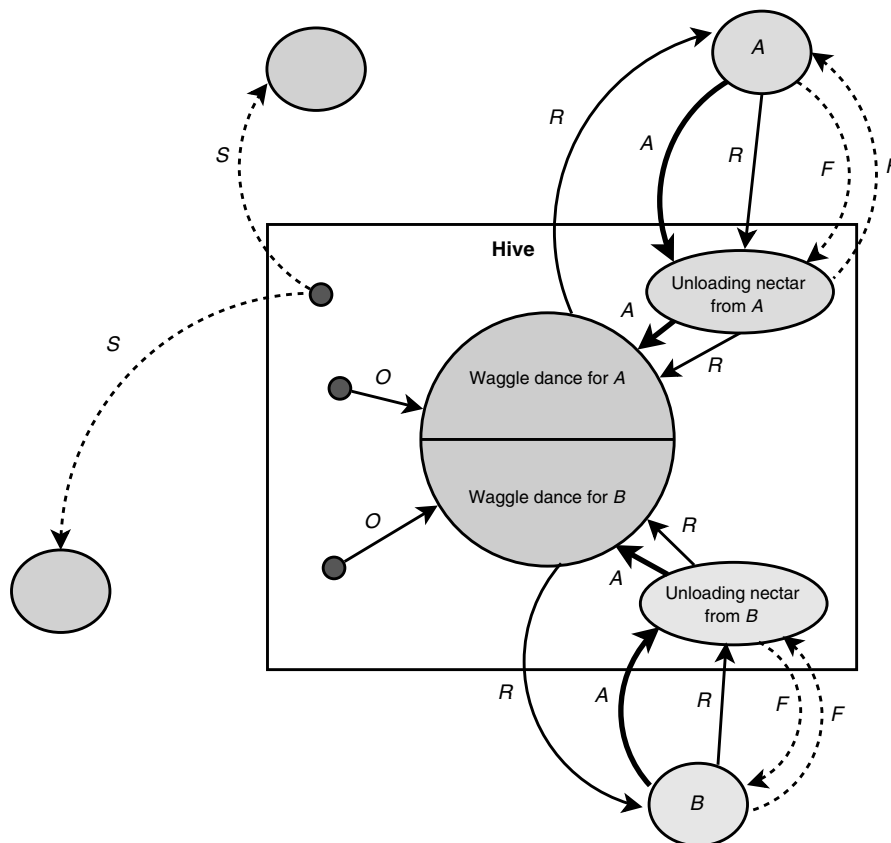 A
R
A
S
R
F
F
Hive
Unloading nectar
from A
A
S
R
O
Waggle dance for A
Waggle dance for B
O
R
A
Unloading nectar
from B
R
A
R
F
F
B